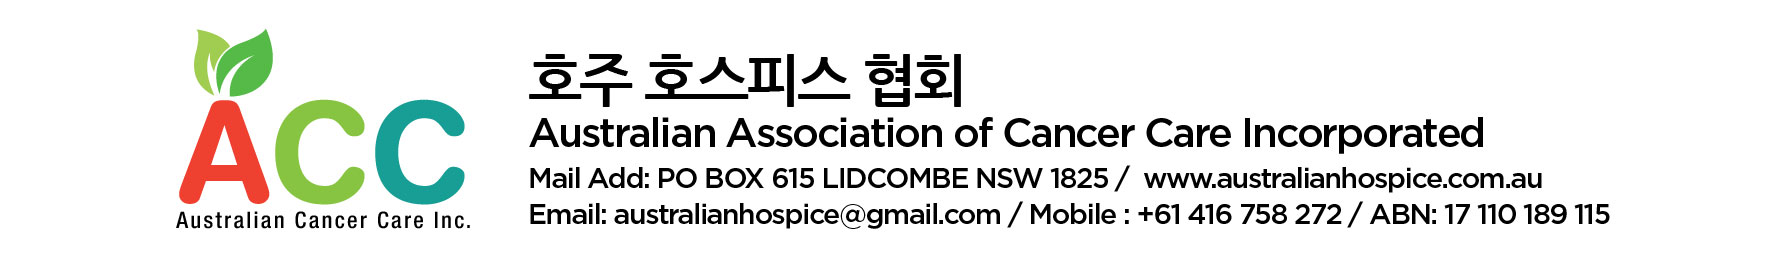 ACC
Australian Cancer Care Inc.
호주 호스피스 협회
Australian Association of Cancer Care Incorporated
Mail Add: PO BOX 615 LIDCOMBE NSW 1825 / www.australianhospice.com.au
Email: australianhospice@gmail.com / Mobile : +61 416 758 272 / ABN: 17 110 189 115